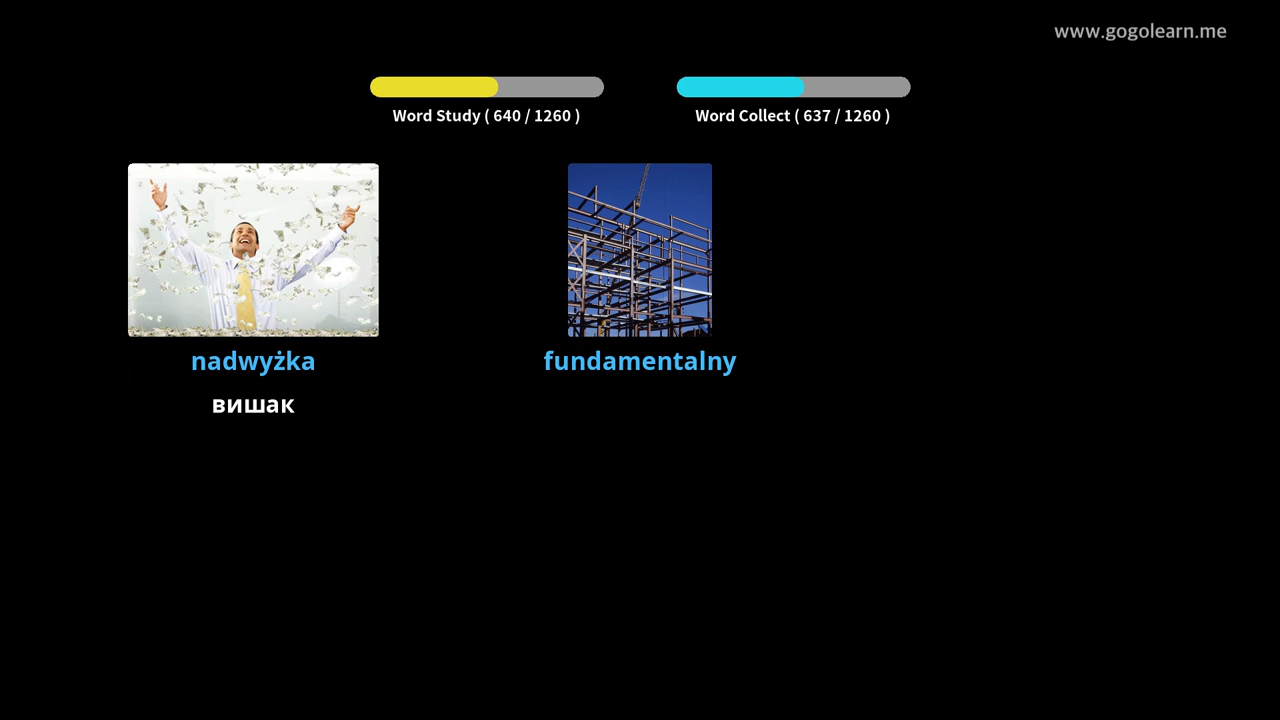 www.gogolearn.me
Word Study ( 640 / 1260 )
Word Collect ( 637 / 1260 )
nadwyżka
fundamentalny
вишак